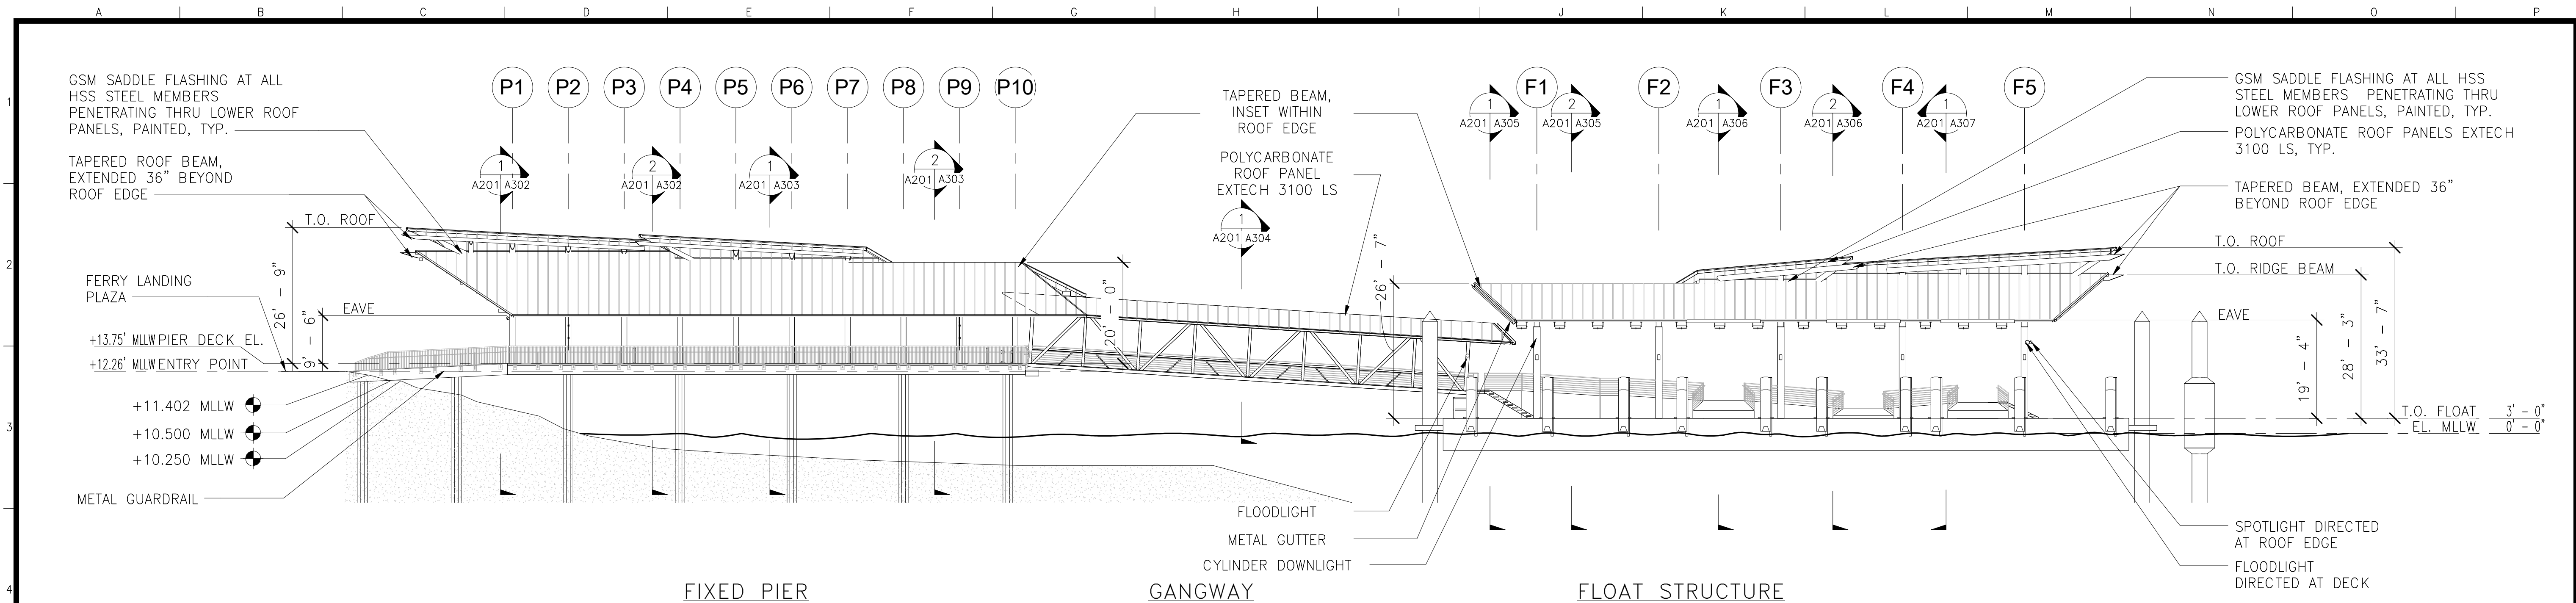 A B C D E F G H I J K L M N O P
1
2
3
4
GSM SADDLE FLASHING AT ALL
HSS STEEL MEMBERS
PENETRATING THRU LOWER ROOF
PANELS, PAINTED, TYP.
TAPERED ROOF BEAM,
EXTENDED 36" BEYOND
ROOF EDGE
T.O. ROOF
FERRY LANDING
PLAZA
EAVE
26' - 9"
9' - 6"
+13.75' MLLW PIER DECK EL.
+12.26' MLLW ENTRY POINT
+11.402 MLLW
+10.500 MLLW
+10.250 MLLW
METAL GUARDRAIL
P1 P2 P3 P4 P5 P6 P7 P8 P9 P10
1
A201 A302
2
A201 A302
1
A201 A303
2
A201 A303
20' - 0"
TAPERED BEAM,
INSET WITHIN
ROOF EDGE
POLYCARBONATE
ROOF PANEL
EXTECH 3100 LS
1
A201 A304
26' - 7"
FLOODLIGHT
METAL GUTTER
CYLINDER DOWNLIGHT
F1 F2 F3 F4 F5
1
A201 A305
2
A201 A305
1
A201 A306
2
A201 A306
1
A201 A307
GSM SADDLE FLASHING AT ALL HSS
STEEL MEMBERS PENETRATING THRU
LOWER ROOF PANELS, PAINTED, TYP.
POLYCARBONATE ROOF PANELS EXTECH
3100 LS, TYP.
TAPERED BEAM, EXTENDED 36"
BEYOND ROOF EDGE
T.O. ROOF
T.O. RIDGE BEAM
EAVE
19' - 4"
28' - 3"
33' - 7"
T.O. FLOAT 3' - 0"
EL. MLLW 0' - 0"
SPOTLIGHT DIRECTED
AT ROOF EDGE
FLOODLIGHT
DIRECTED AT DECK
FIXED PIER
GANGWAY
FLOAT STRUCTURE